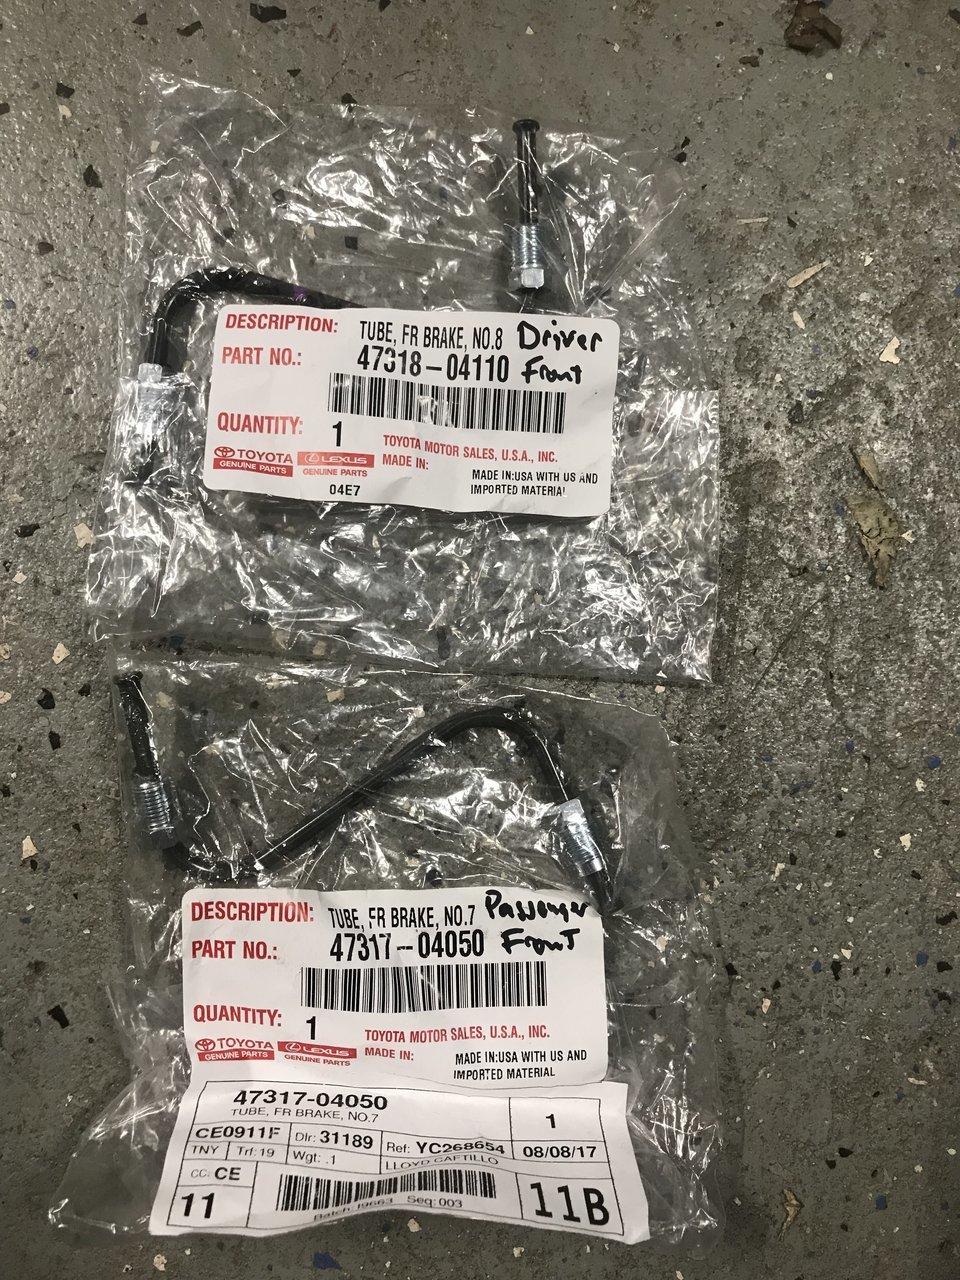 DESCRIPTION: TUBE, FR BRAKE, NO.8 Driver
PART NO.: 47318-04110 Front
QUANTITY: 1
TOYOTA MOTOR SALES, U.S.A., INC.
TOYOTA LEXUS MADE IN:
GENUINE PARTS GENUINE PARTS
MADE IN:USA WITH US AND
IMPORTED MATERIAL
04E7
DESCRIPTION: TUBE, FR BRAKE, NO.7 Passenger
PART NO.: 47317-04050 Front
QUANTITY: 1
TOYOTA MOTOR SALES, U.S.A., INC.
TOYOTA LEXUS MADE IN:
GENUINE PARTS GENUINE PARTS
MADE IN:USA WITH US AND
IMPORTED MATERIAL
47317-04050
TUBE, FR BRAKE, NO.7
1
CE0911F Dlr: 31189 Ref: YC268654 08/08/17
TNY Trf: 19 Wgt: .1 LLOYD
CC: CE
11
Seq: 003
11B